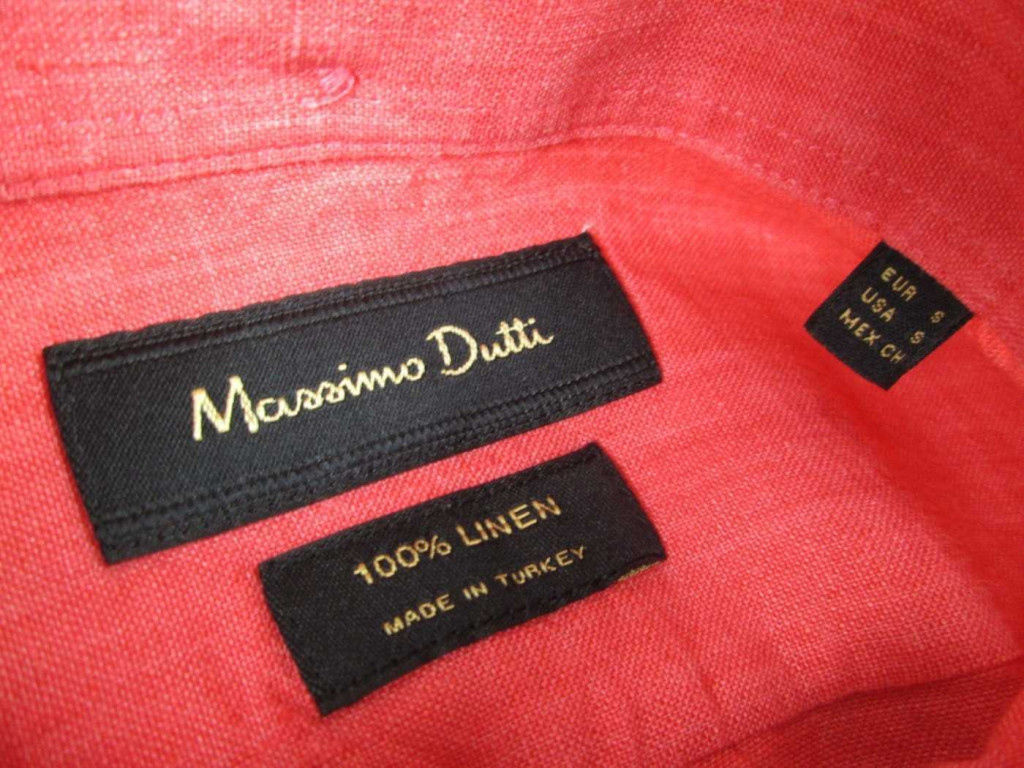 Massimo Dutti
100% LINEN
MADE IN TURKEY
EUR S
USA S
MEX CH